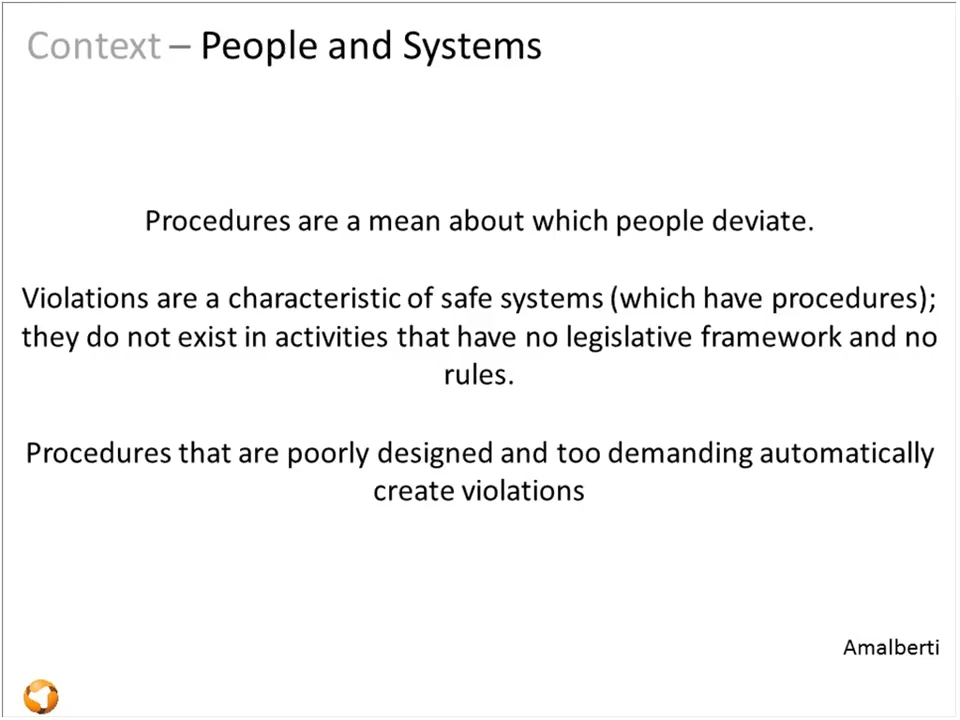 Context – People and Systems
Procedures are a mean about which people deviate.
Violations are a characteristic of safe systems (which have procedures);
they do not exist in activities that have no legislative framework and no
rules.
Procedures that are poorly designed and too demanding automatically
create violations
Amalberti